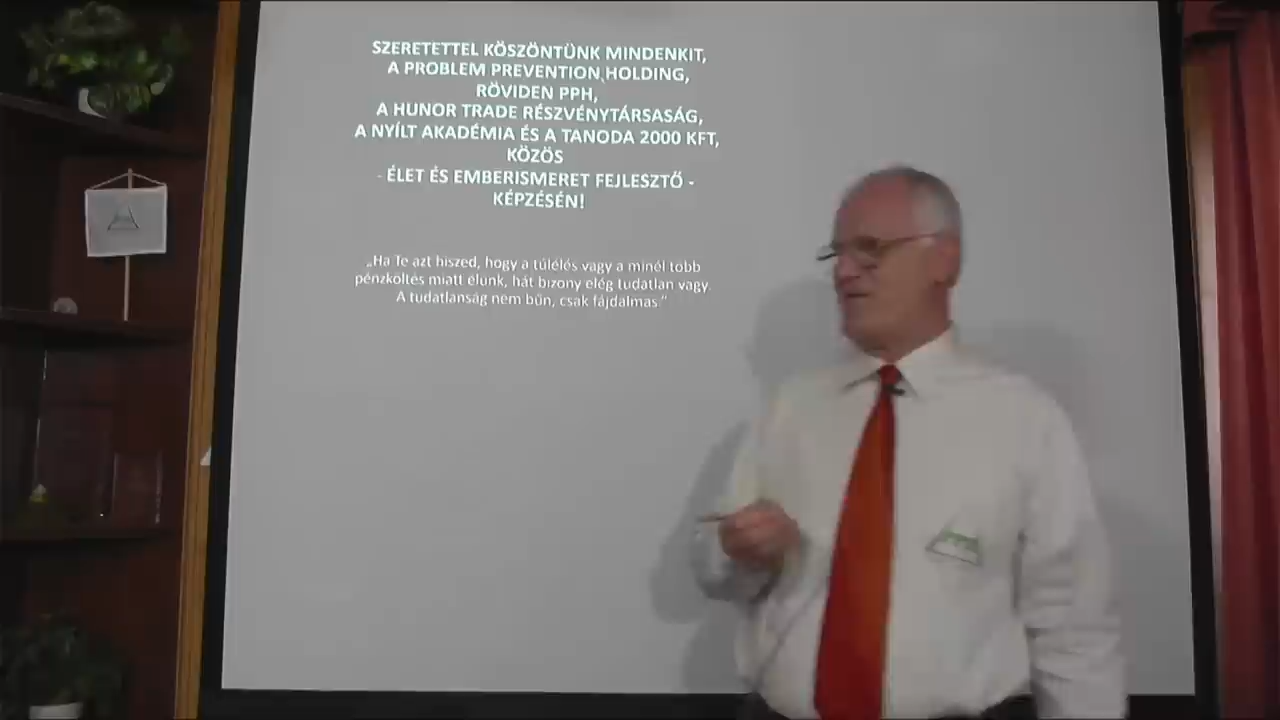 SZERETETTEL KÖSZÖNTÜNK MINDENKIT,
A PROBLEM PREVENTION HOLDING,
RÖVIDEN PPH,
A HUNOR TRADE RÉSZVÉNYTÁRSASÁG,
A NYÍLT AKADÉMIA ÉS A TANODA 2000 KFT,
KÖZÖS
- ÉLET ÉS EMBERISMERET FEJLESZTŐ -
KÉPZÉSÉN!
„Ha Te azt hiszed, hogy a túlélés vagy a minél több
pénzköltés miatt élünk, hát bizony elég tudatlan vagy.
A tudatlanság nem bűn, csak fájdalmas.”